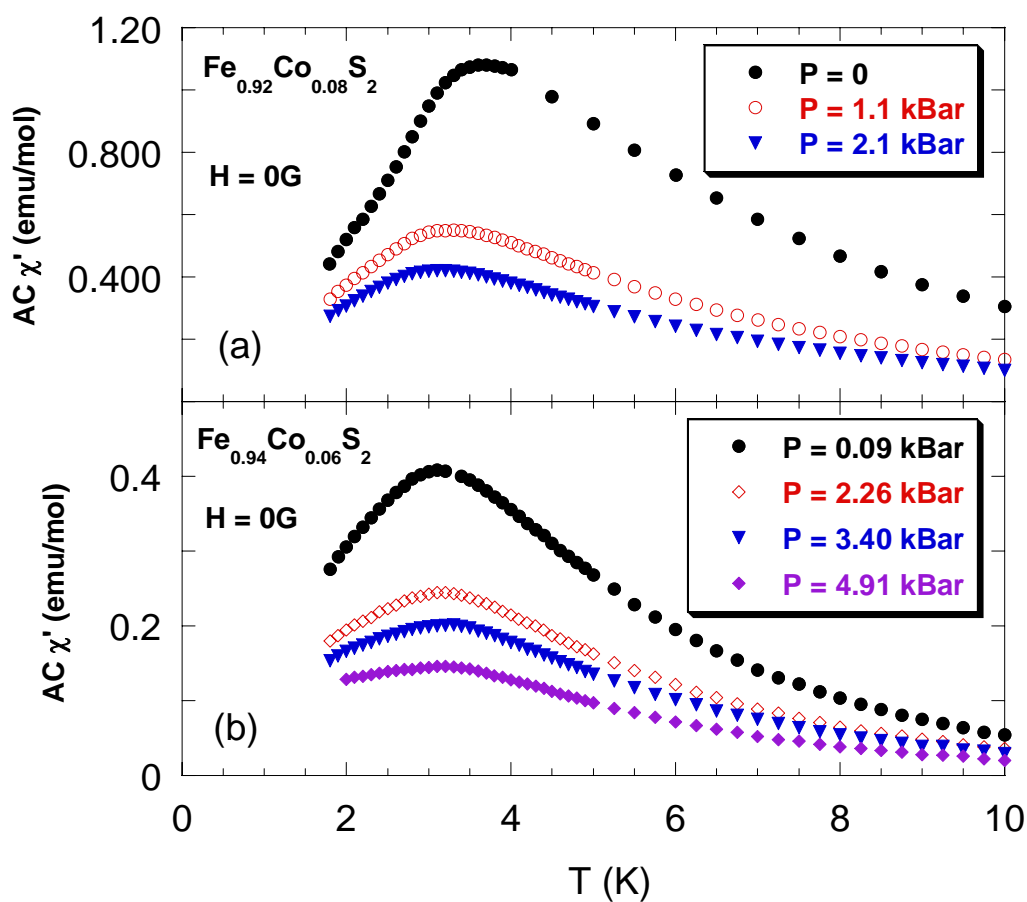 1.20
0.800
0.400
AC χ' (emu/mol)
Fe0.92Co0.08S2
H = 0G
(a)
P = 0
P = 1.1 kBar
P = 2.1 kBar
0.4
0.2
0
AC χ' (emu/mol)
Fe0.94Co0.06S2
H = 0G
(b)
P = 0.09 kBar
P = 2.26 kBar
P = 3.40 kBar
P = 4.91 kBar
0 2 4 6 8 10
T (K)